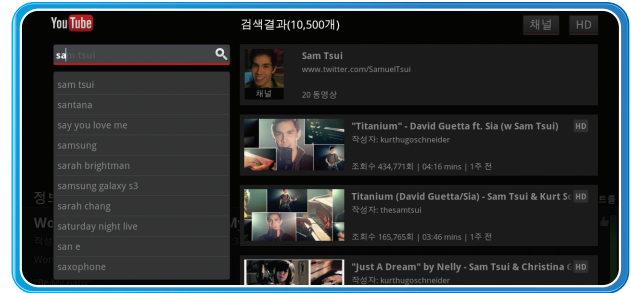 YouTube
검색결과(10,500개)
채널
HD
sam tsui
sam tsui
santana
say you love me
samsung
sarah brightman
samsung galaxy s3
sarah chang
saturday night live
san e
saxophone
Sam Tsui
www.twitter.com/SamuelTsui
채널
20 동영상
"Titanium" - David Guetta ft. Sia (w Sam Tsui)
HD
작성자: kurthugoschneider
조회수 434,771회 | 04:16 mins | 1주 전
Titanium (David Guetta/Sia) - Sam Tsui & Kurt Sc
HD
작성자: thesamtsui
조회수 165,765회 | 03:46 mins | 1주 전
"Just A Dream" by Nelly - Sam Tsui & Christina G
HD
작성자: kurthugoschneider